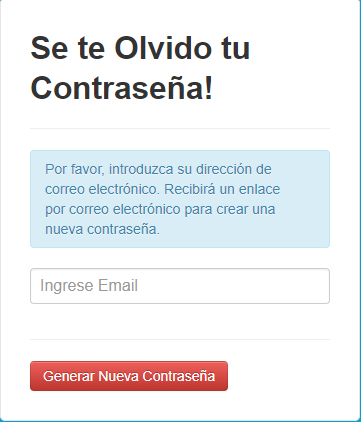 Se te Olvido tu
Contraseña!
Por favor, introduzca su dirección de
correo electrónico. Recibirá un enlace
por correo electrónico para crear una
nueva contraseña.
Ingrese Email
Generar Nueva Contraseña